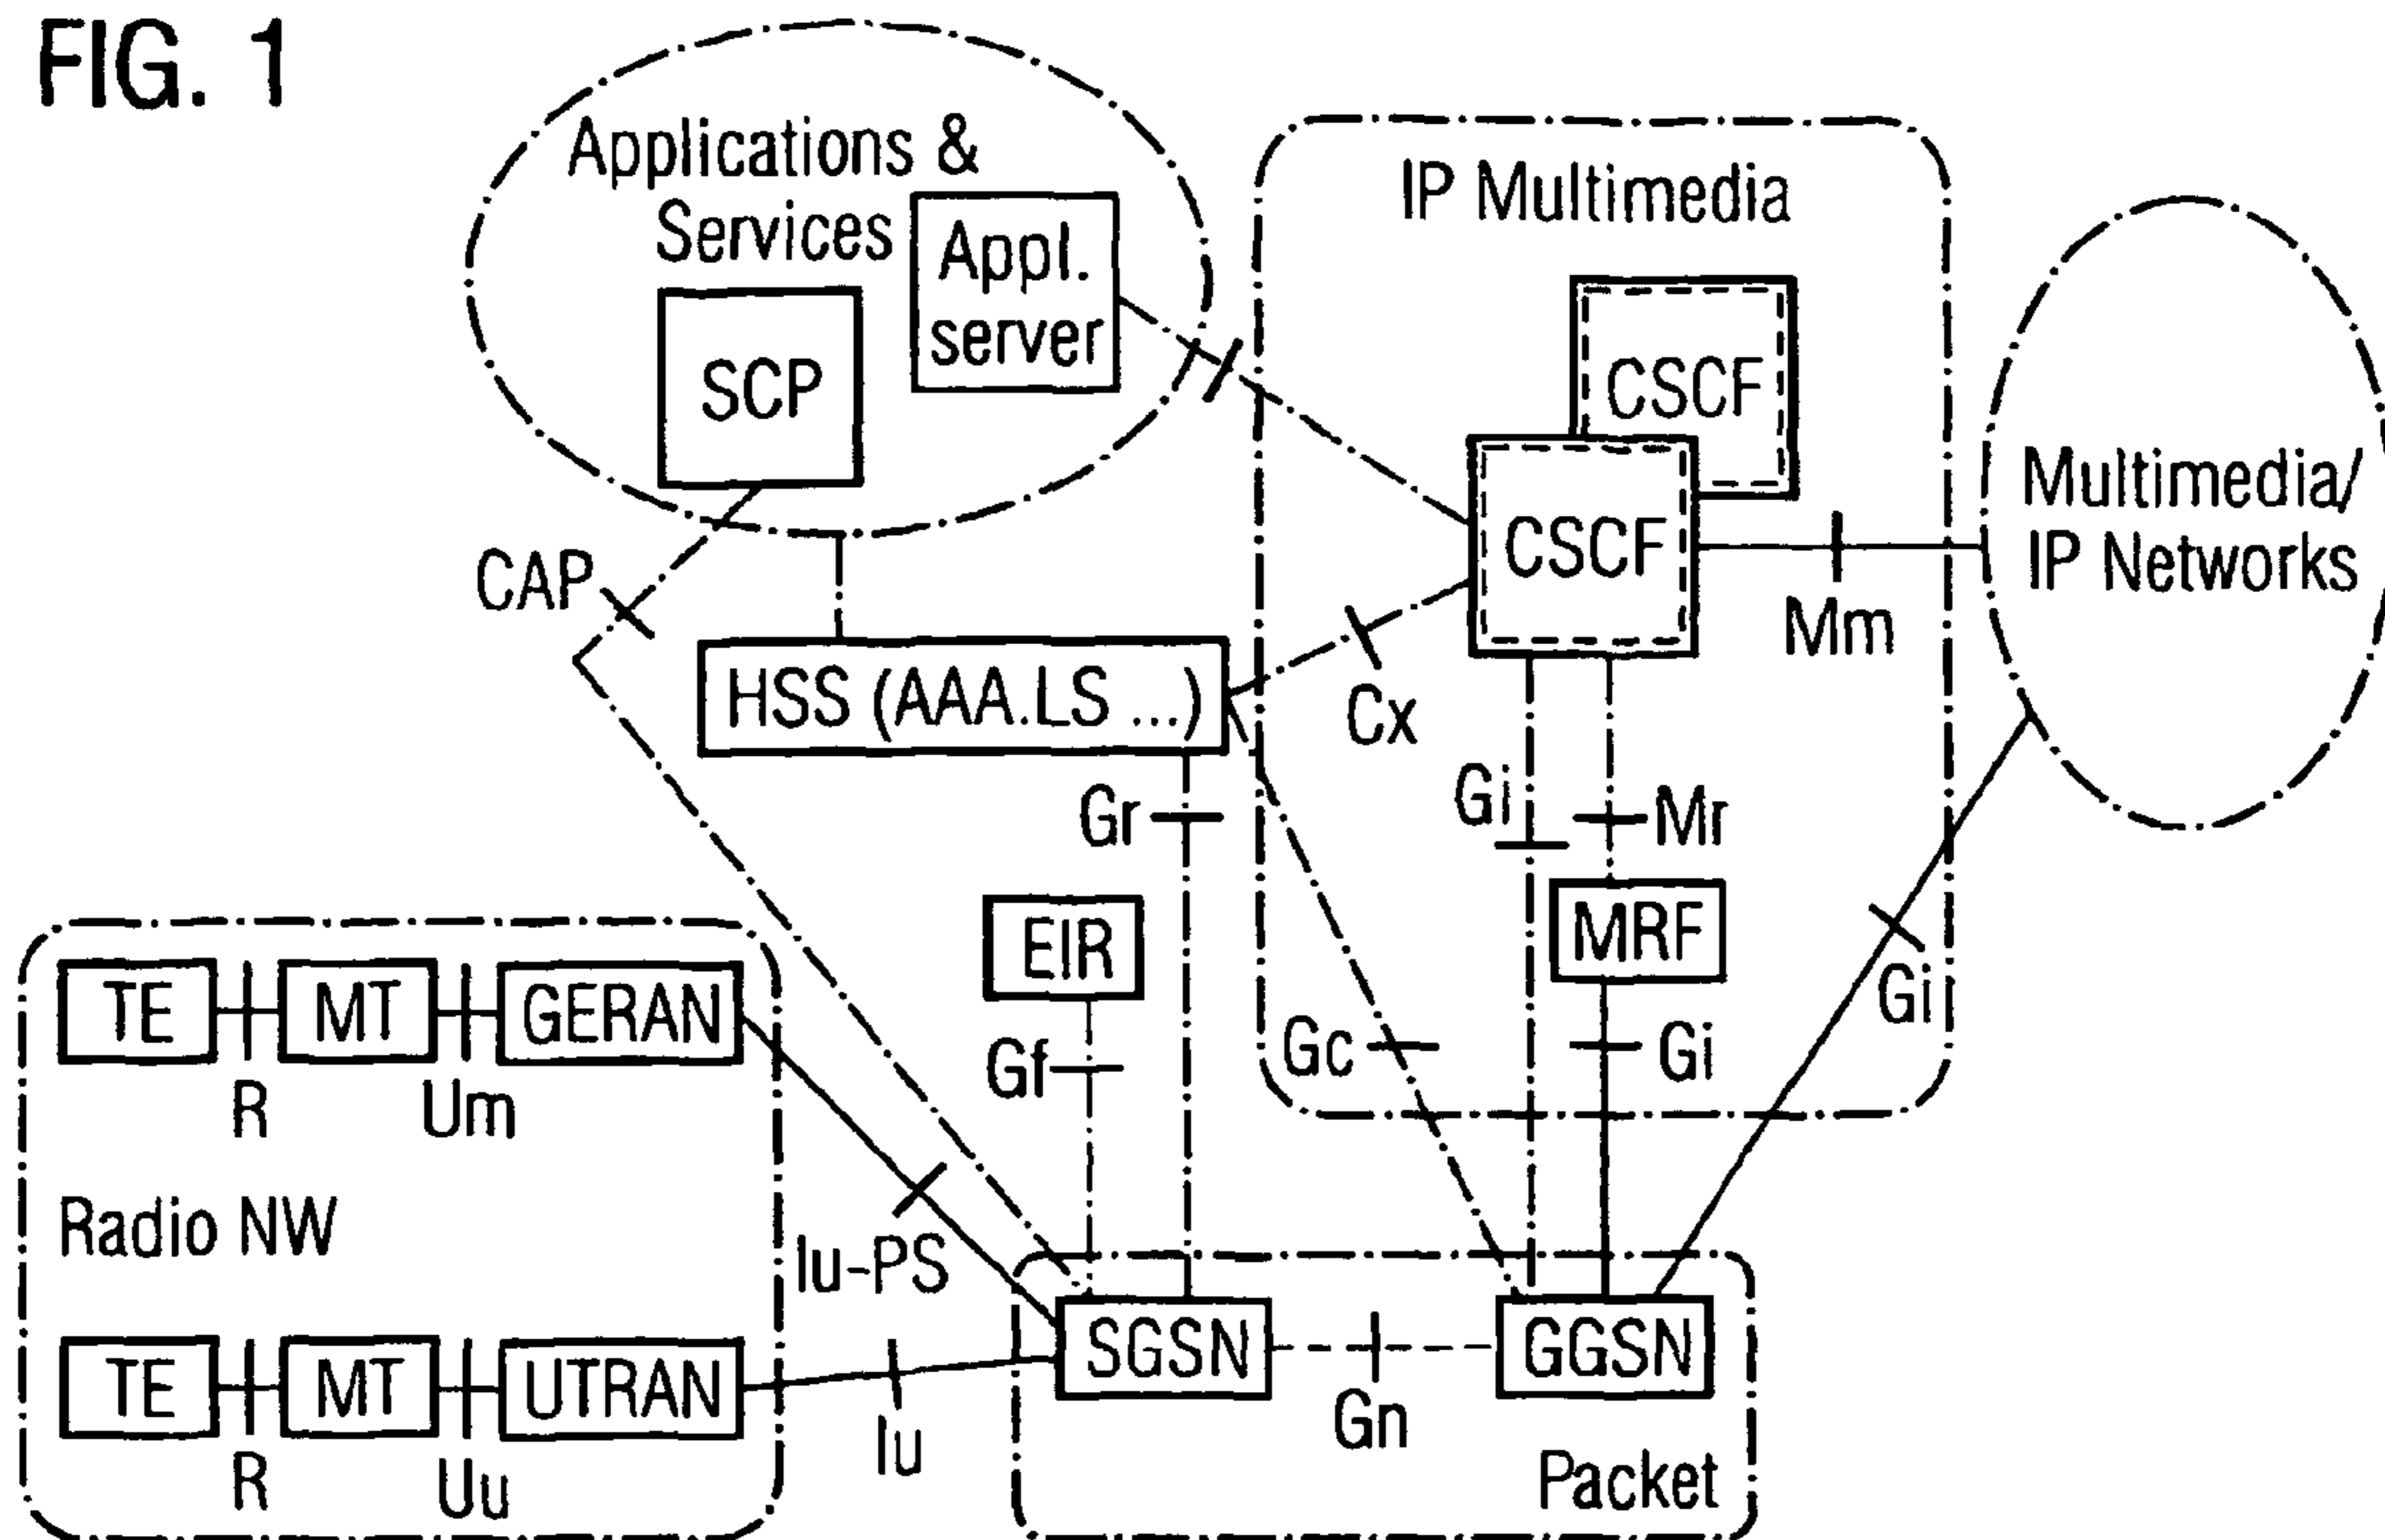 FIG. 1
Applications &
Services
Appl.
server
SCP
IP Multimedia
CSCF
CSCF
Multimedia/
IP Networks
Mm
CAP
HSS (AAA.LS ...)
Cx
Gr
Gi
Mr
EIR
MRF
Gi
Gf
Gc
Gi
TE
MT
GERAN
R
Um
Radio NW
Iu-PS
TE
MT
UTRAN
R
Uu
Iu
SGSN
GGSN
Gn
Packet